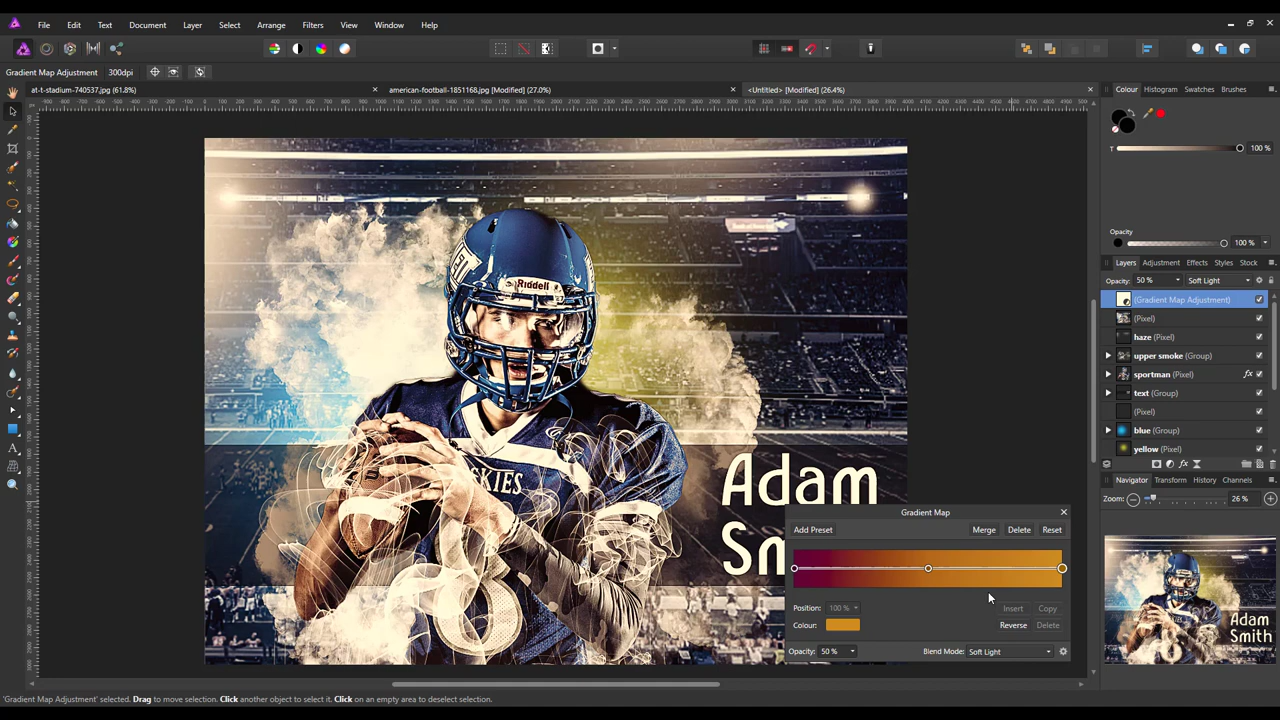 File Edit Text Document Layer Select Arrange Filters View Window Help
Gradient Map Adjustment 300dpi
at-t-stadium-740537.jpg (61.8%)
american-football-1851168.jpg [Modified] (27.0%)
<Untitled> [Modified] (26.4%)
Colour Histogram Swatches Brushes
T 100 %
Opacity
100 %
Layers Adjustment Effects Styles Stock
Opacity: 50 % Soft Light
(Gradient Map Adjustment)
(Pixel)
haze (Pixel)
upper smoke (Group)
sportman (Pixel)
fx
text (Group)
(Pixel)
blue (Group)
yellow (Pixel)
fx
Navigator Transform History Channels
Zoom: 26 %
Riddell
SKIES
8
Adam
Gradient Map
Add Preset Merge Delete Reset
Position: 100 % Insert Copy
Colour: Reverse Delete
Opacity: 50 % Blend Mode: Soft Light
Adam
Smith
'Gradient Map Adjustment' selected. Drag to move selection. Click another object to select it. Click on an empty area to deselect selection.